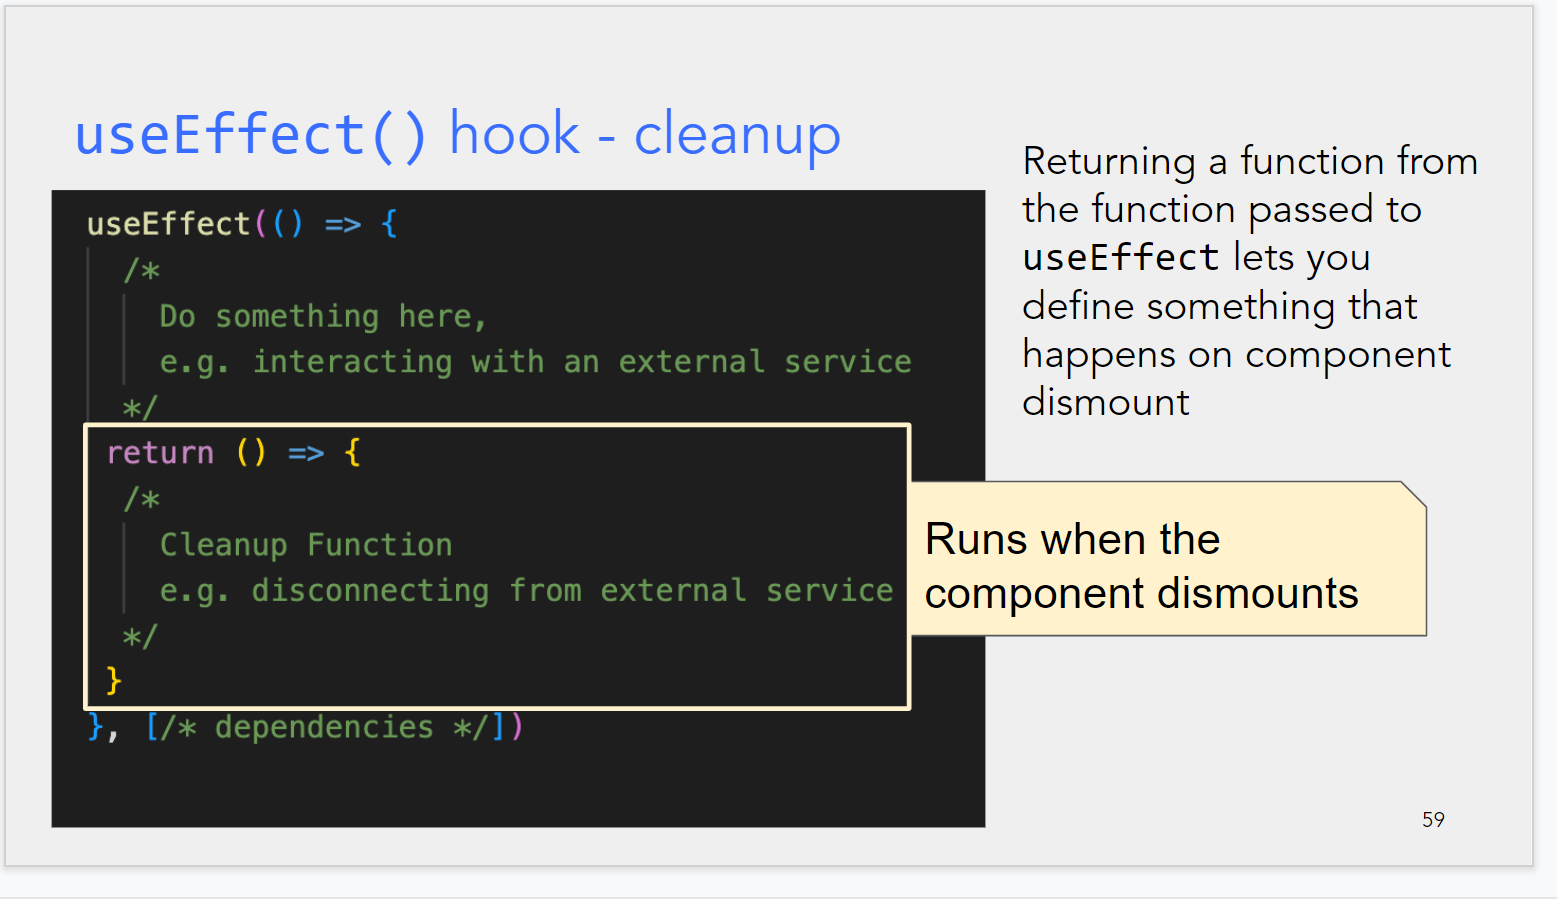 useEffect() hook - cleanup
useEffect(() => {
/*
Do something here,
e.g. interacting with an external service
*/
return () => {
/*
Cleanup Function
e.g. disconnecting from external service
*/
}
}, [/* dependencies */])
Returning a function from
the function passed to
useEffect lets you
define something that
happens on component
dismount
Runs when the
component dismounts
59